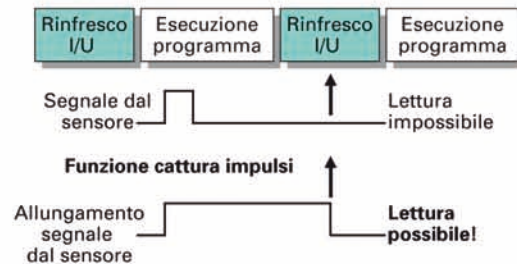 Rinfresco
I/U
Esecuzione
programma
Rinfresco
I/U
Esecuzione
programma
Segnale dal
sensore
Lettura
impossibile
Funzione cattura impulsi
Allungamento
segnale
dal sensore
Lettura
possibile!